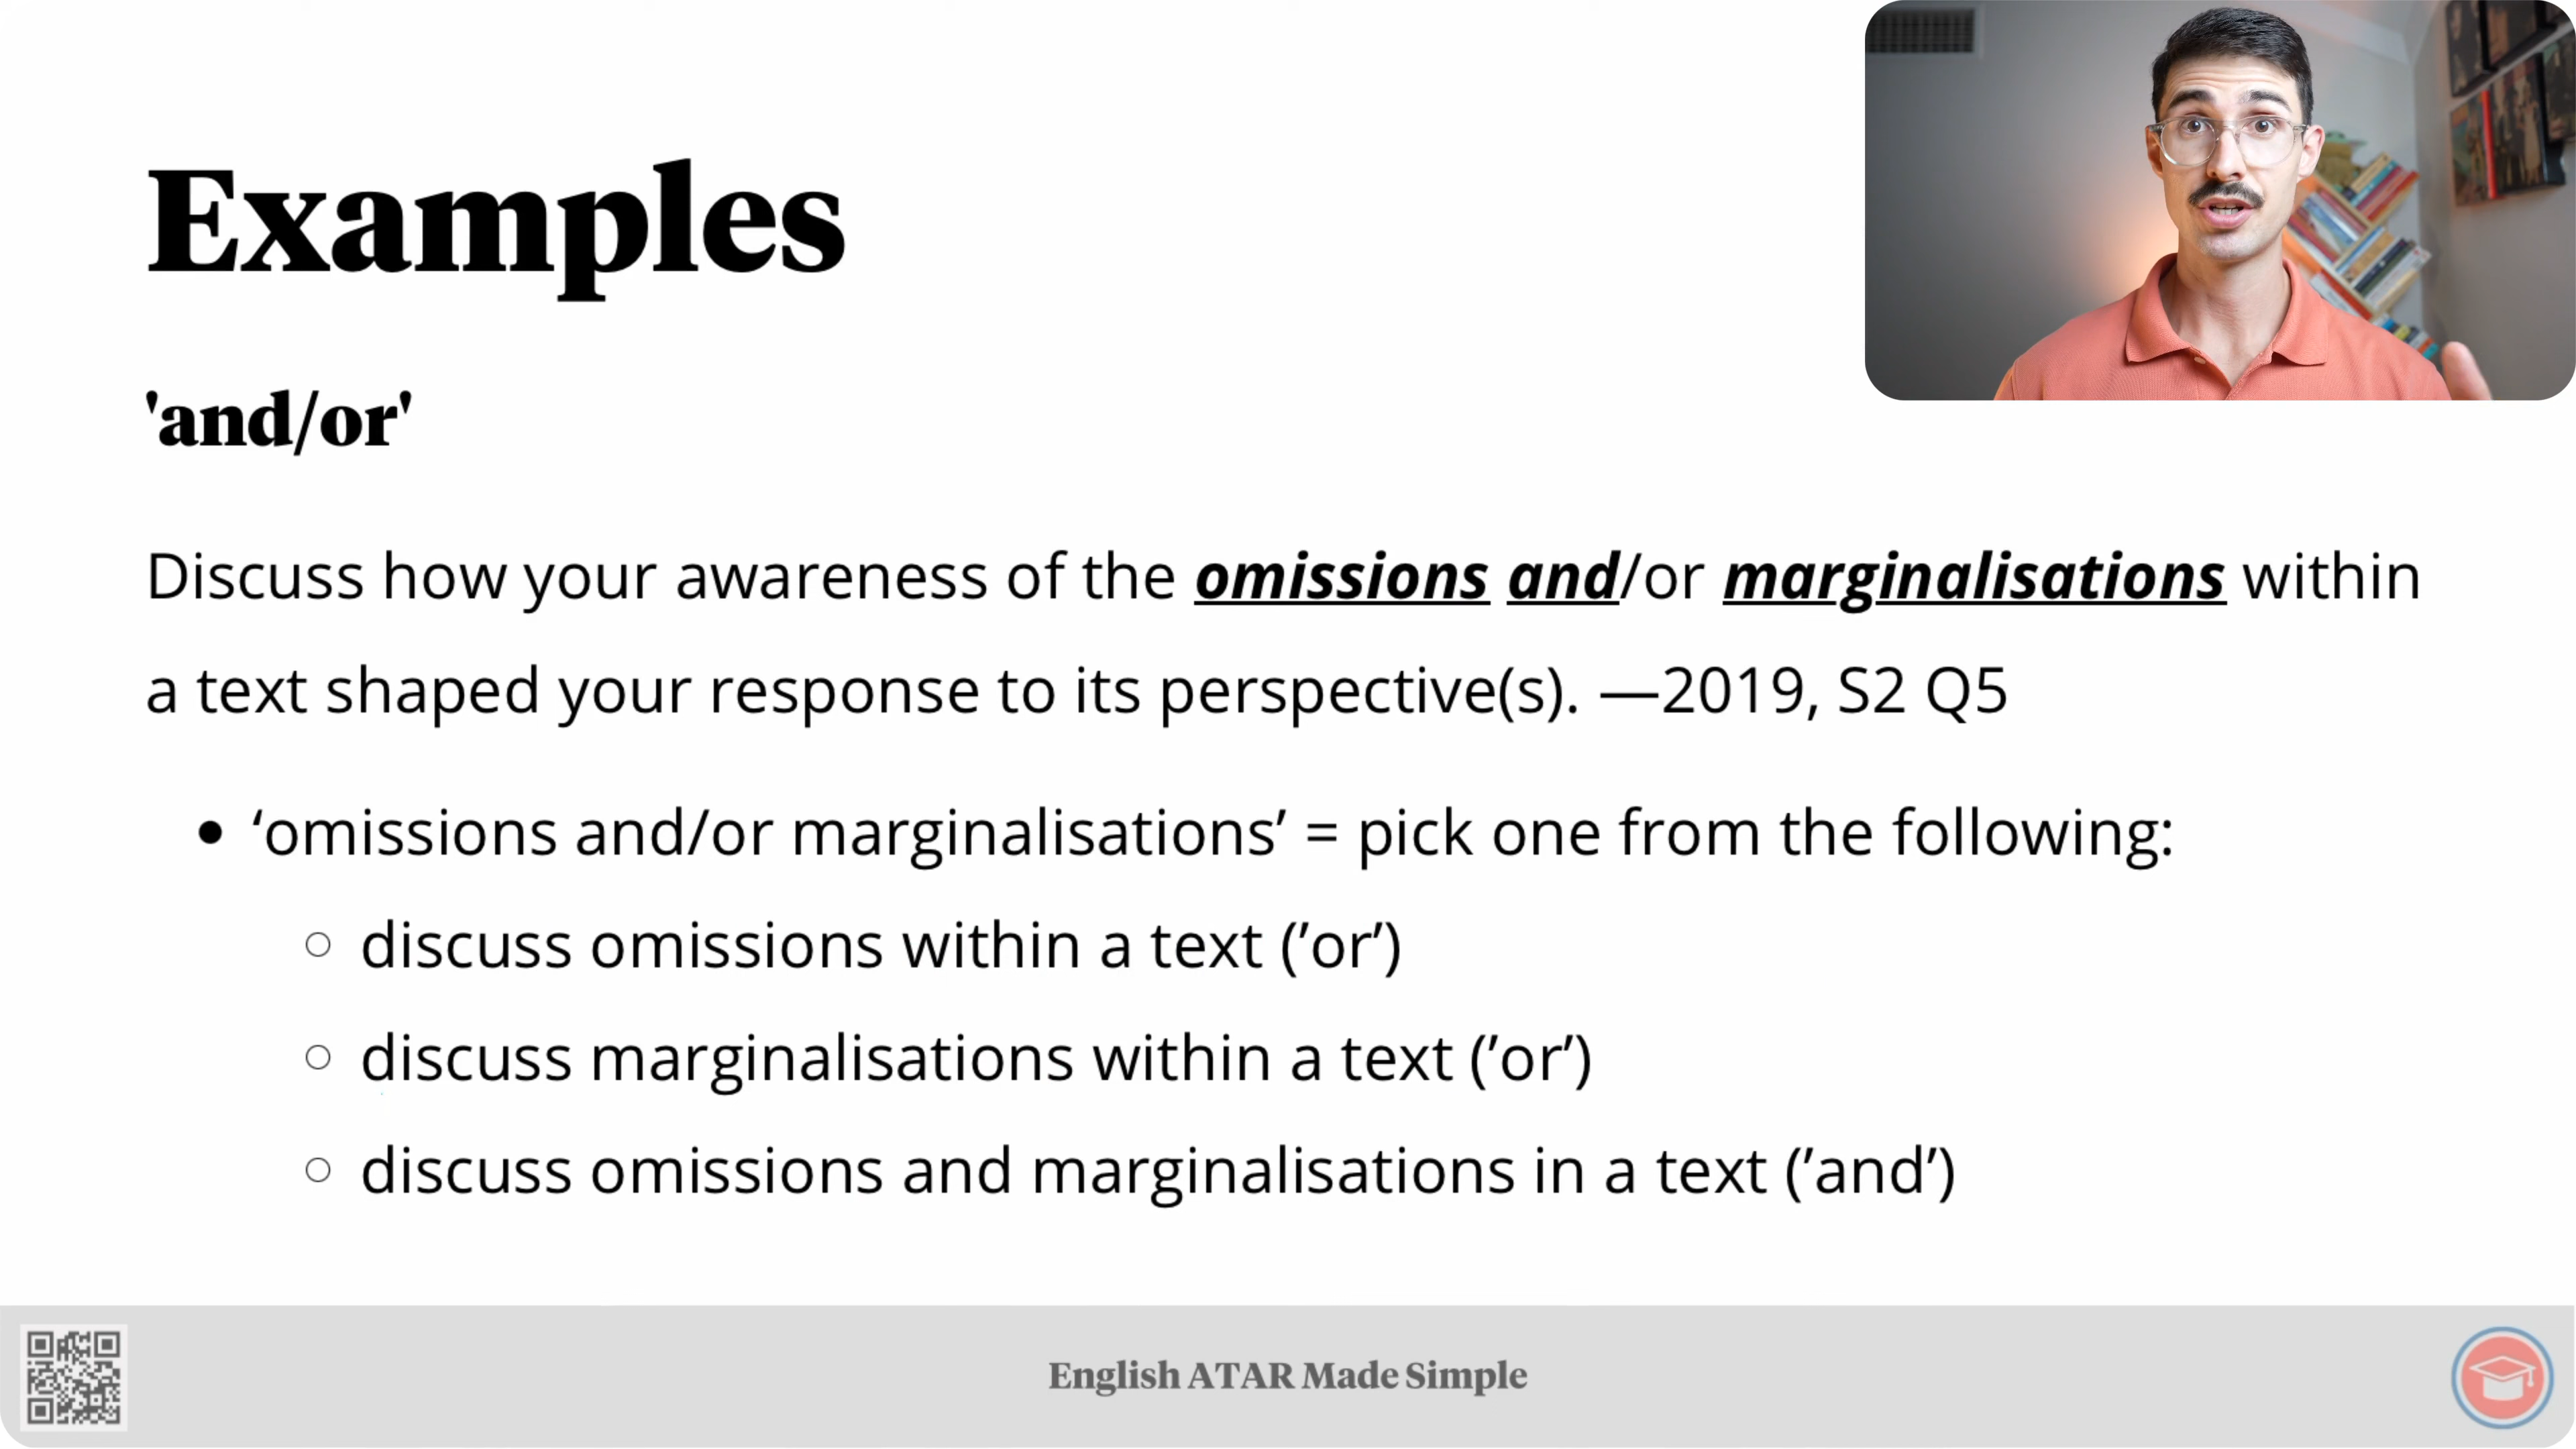 Examples
'and/or'
Discuss how your awareness of the omissions and/or marginalisations within
a text shaped your response to its perspective(s). —2019, S2 Q5
• ‘omissions and/or marginalisations’ = pick one from the following:
○ discuss omissions within a text (’or’)
○ discuss marginalisations within a text (’or’)
○ discuss omissions and marginalisations in a text (’and’)
English ATAR Made Simple